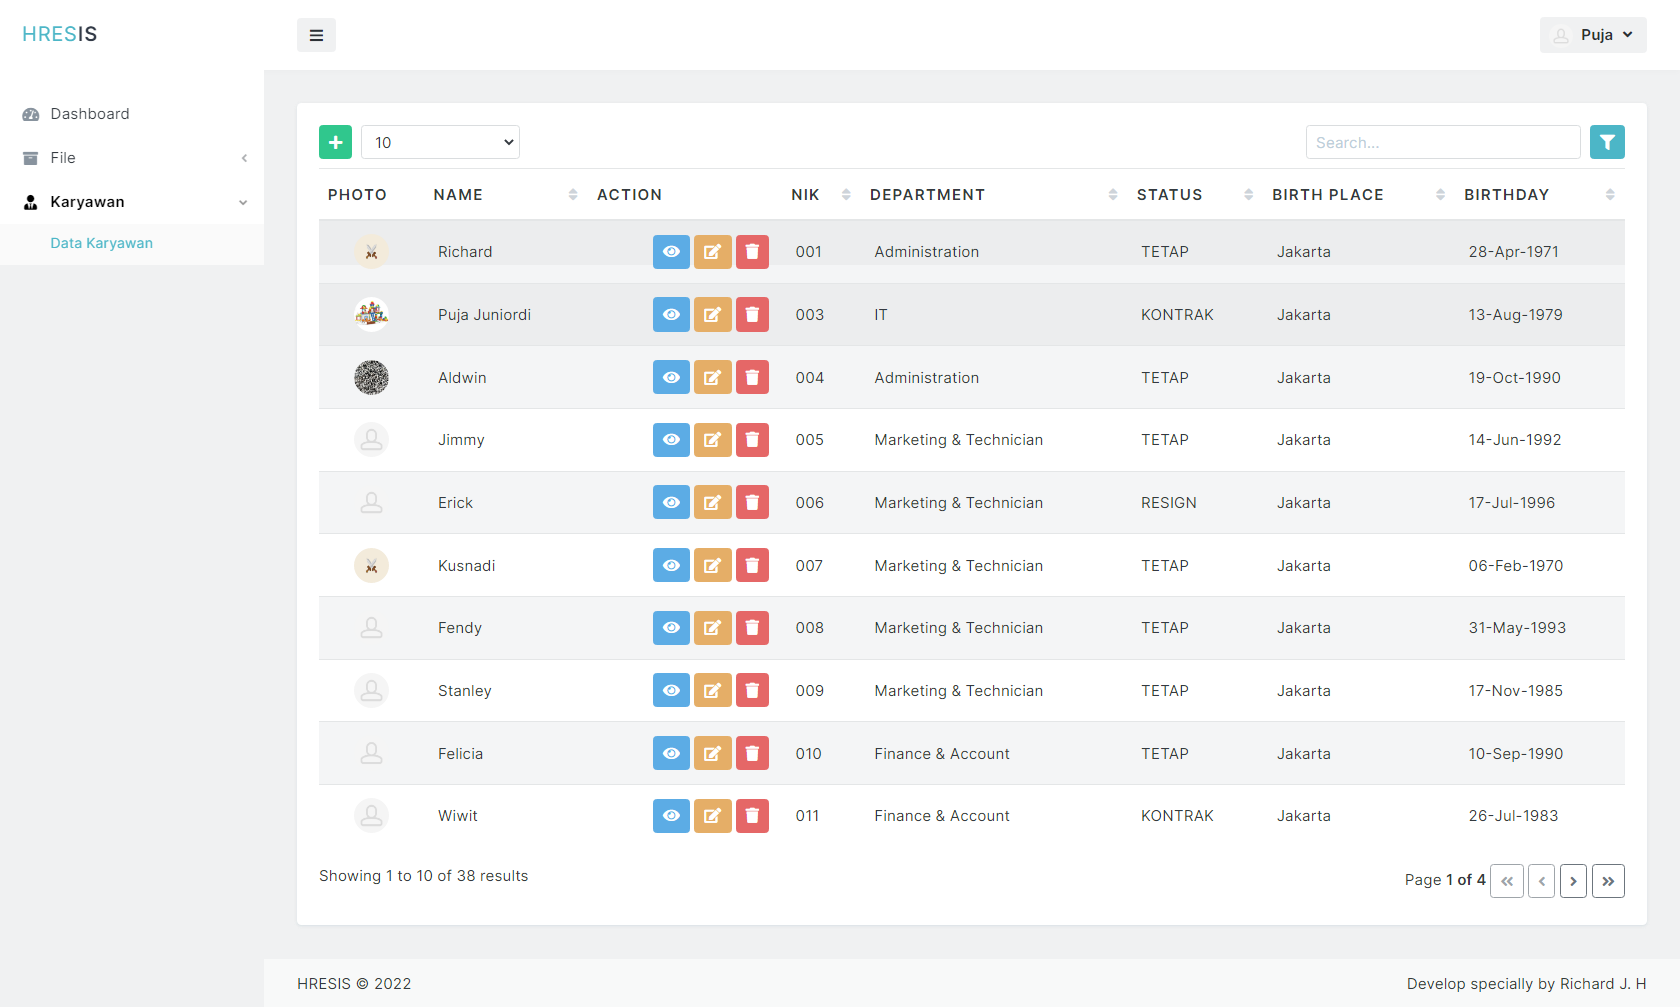 HRESIS
Puja
Dashboard
File
Karyawan
Data Karyawan
10
Search...
PHOTO NAME ACTION NIK DEPARTMENT STATUS BIRTH PLACE BIRTHDAY
Richard 001 Administration TETAP Jakarta 28-Apr-1971
Puja Juniordi 003 IT KONTRAK Jakarta 13-Aug-1979
Aldwin 004 Administration TETAP Jakarta 19-Oct-1990
Jimmy 005 Marketing & Technician TETAP Jakarta 14-Jun-1992
Erick 006 Marketing & Technician RESIGN Jakarta 17-Jul-1996
Kusnadi 007 Marketing & Technician TETAP Jakarta 06-Feb-1970
Fendy 008 Marketing & Technician TETAP Jakarta 31-May-1993
Stanley 009 Marketing & Technician TETAP Jakarta 17-Nov-1985
Felicia 010 Finance & Account TETAP Jakarta 10-Sep-1990
Wiwit 011 Finance & Account KONTRAK Jakarta 26-Jul-1983
Showing 1 to 10 of 38 results
Page 1 of 4
HRESIS © 2022
Develop specially by Richard J. H